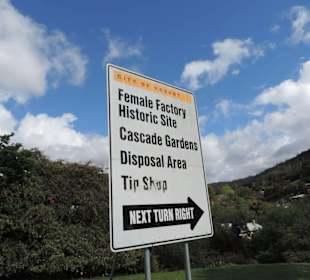 CITY OF HOBART
Female Factory
Historic Site
Cascade Gardens
Disposal Area
Tip Shop
NEXT TURN RIGHT